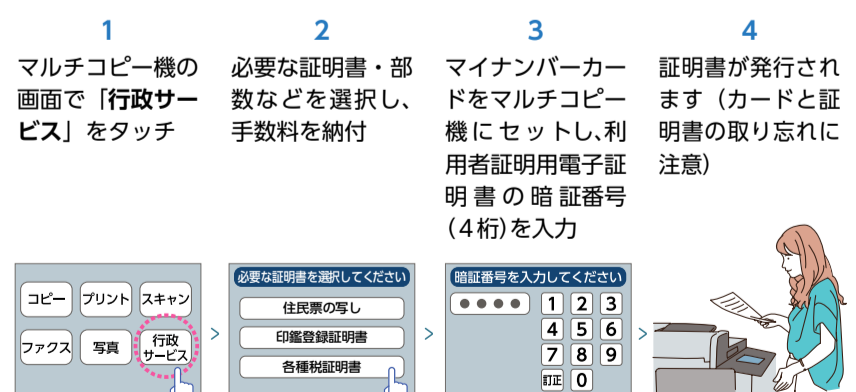 1
マルチコピー機の
画面で「行政サー
ビス」をタッチ
2
必要な証明書・部
数などを選択し、
手数料を納付
3
マイナンバーカー
ドをマルチコピー
機にセットし、利
用者証明用電子証
明書の暗証番号
(4桁)を入力
4
証明書が発行され
ます(カードと証
明書の取り忘れに
注意)
コピー プリント スキャン
ファクス 写真 行政
サービス
>
必要な証明書を選択してください
住民票の写し
印鑑登録証明書
各種税証明書
>
暗証番号を入力してください
●●●● 1 2 3
4 5 6
7 8 9
訂正 0
>